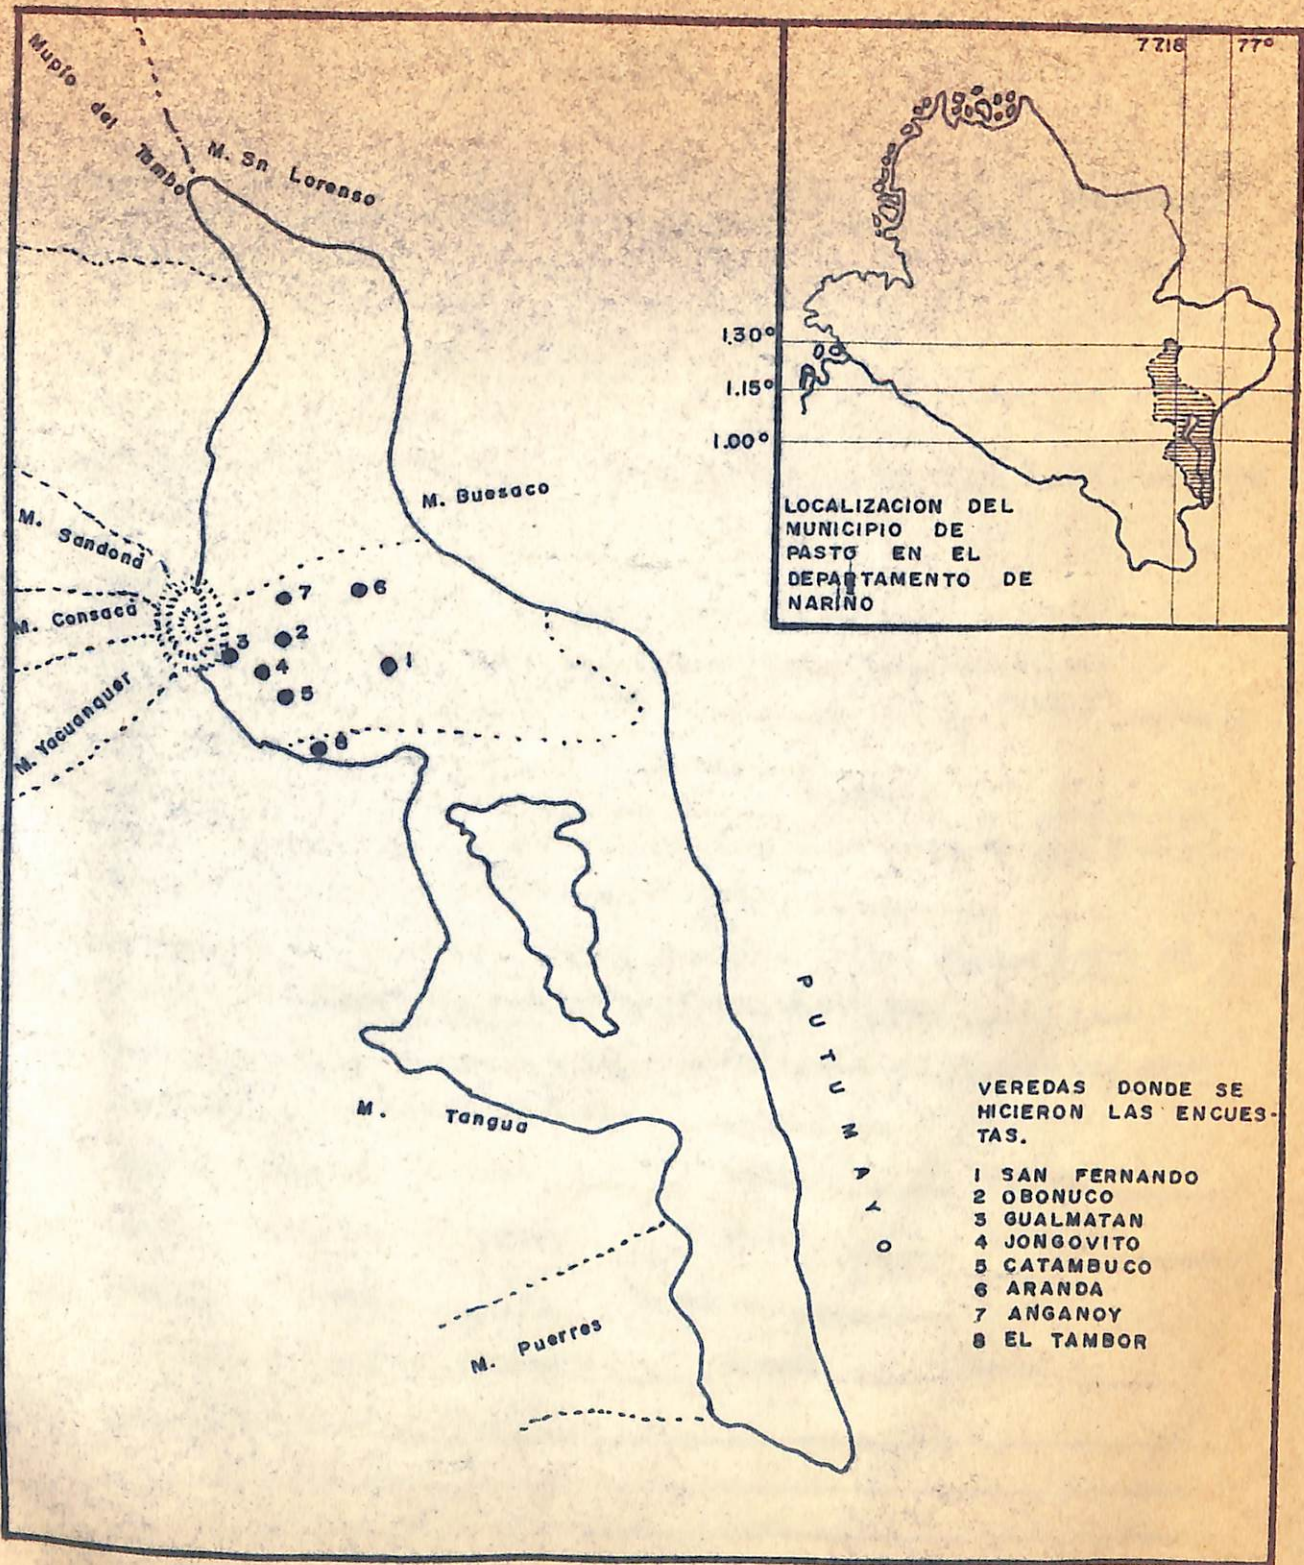 Mupio del Tambo
M. Sn Lorenso
77.18 77°
1.30°
1.15°
1.00°
LOCALIZACION DEL
MUNICIPIO DE
PASTO EN EL
DEPARTAMENTO DE
NARIÑO
M. Buesaco
M. Sandoná
M. Consacá
M. Yacuanquer
7 6
2
3
4 1
5
8
PUTUMAYO
M. Tangua
M. Puerres
VEREDAS DONDE SE
HICIERON LAS ENCUES-
TAS.
1 SAN FERNANDO
2 OBONUCO
3 GUALMATAN
4 JONGOVITO
5 CATAMBUCO
6 ARANDA
7 ANGANOY
8 EL TAMBOR